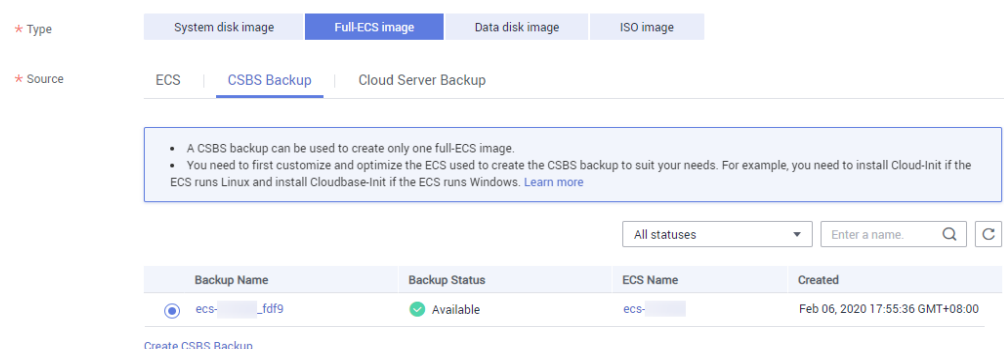 * Type System disk image Full-ECS image Data disk image ISO image
* Source ECS CSBS Backup Cloud Server Backup
• A CSBS backup can be used to create only one full-ECS image.
• You need to first customize and optimize the ECS used to create the CSBS backup to suit your needs. For example, you need to install Cloud-Init if the
ECS runs Linux and install Cloudbase-Init if the ECS runs Windows. Learn more
All statuses Enter a name.
Backup Name Backup Status ECS Name Created
ecs- _fdf9 Available ecs- Feb 06, 2020 17:55:36 GMT+08:00
Create CSBS Backup